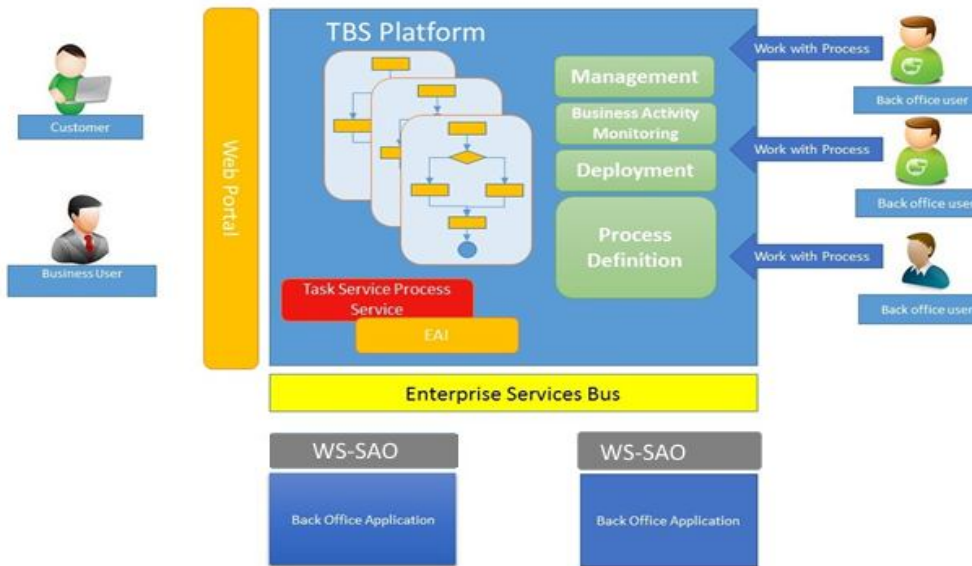 TBS Platform
Customer
Business User
Web Portal
Management
Business Activity
Monitoring
Deployment
Process
Definition
Task Service Process
Service
EAI
Work with Process
Back office user
Work with Process
Back office user
Work with Process
Back office user
Enterprise Services Bus
WS-SAO
Back Office Application
WS-SAO
Back Office Application